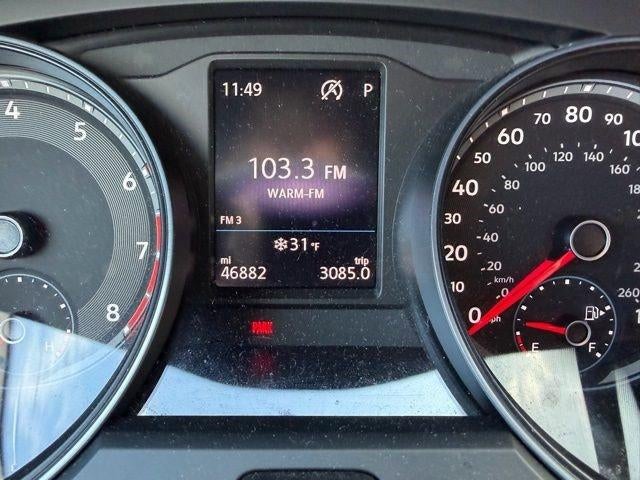 11:49 P
103.3 FM
WARM-FM
FM 3
❄31°F
mi trip
46882 3085.0
PARK
4 5 6 7 8
H
0 10 20 30 40 50 60 70 80 90
0 20 40 60 80 100 120 140 160
km/h
260
E F